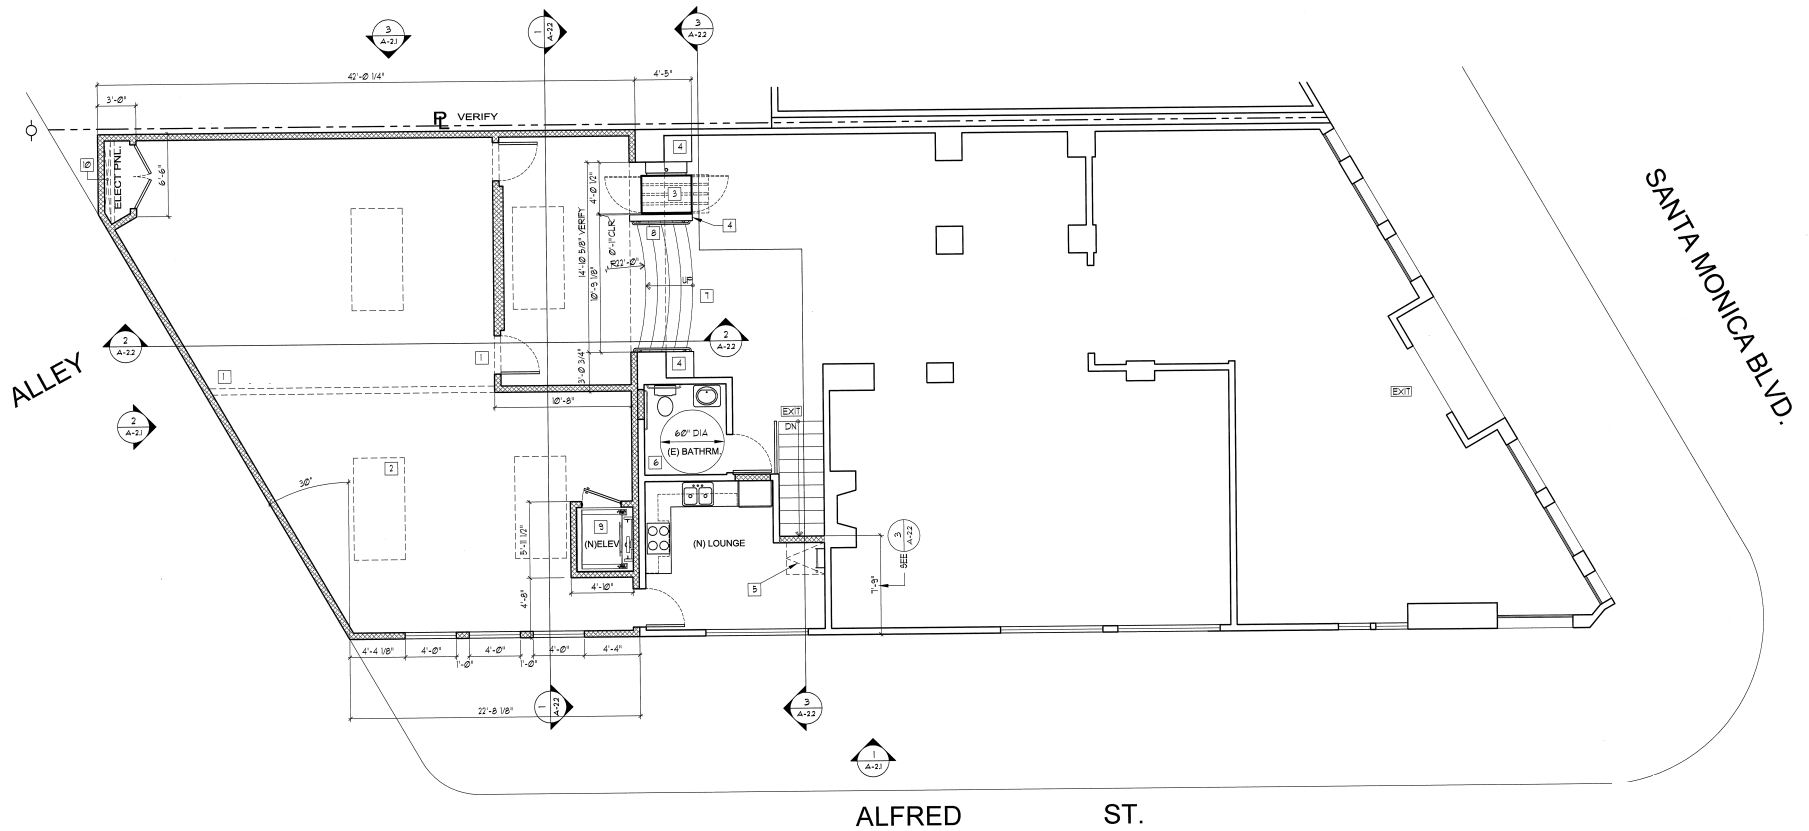 3
A-2.1
1
A-2.2
3
A-2.2
42'-0 1/4"
4'-5"
3'-0"
PL VERIFY
10
ELECT PNL.
6'-6"
4
3
4
4'-0 1/2"
14'-10 5/8" VERIFY
10'-9 1/8"
0'-1" CLR.
8
R22'-0"
UP
7
SANTA MONICA BLVD.
ALLEY
2
A-2.2
2
A-2.2
1
1
4
3'-0 3/4"
2
A-2.1
10'-8"
EXIT
DN
EXIT
60" DIA
(E) BATHRM.
6
2
30°
9
(N)ELEV
5'-11 1/2"
4'-10"
4'-8"
(N) LOUNGE
5
3
A-2.2
SEE
7'-9"
4'-4 1/8"
4'-0"
1'-0"
4'-0"
1'-0"
4'-0"
4'-4"
22'-8 1/8"
1
A-2.2
3
A-2.2
1
A-2.1
ALFRED ST.